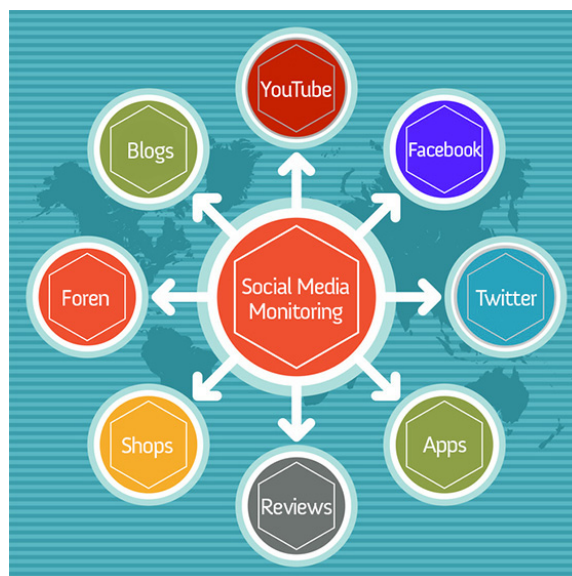 YouTube
Blogs
Facebook
Foren
Social Media
Monitoring
Twitter
Shops
Apps
Reviews